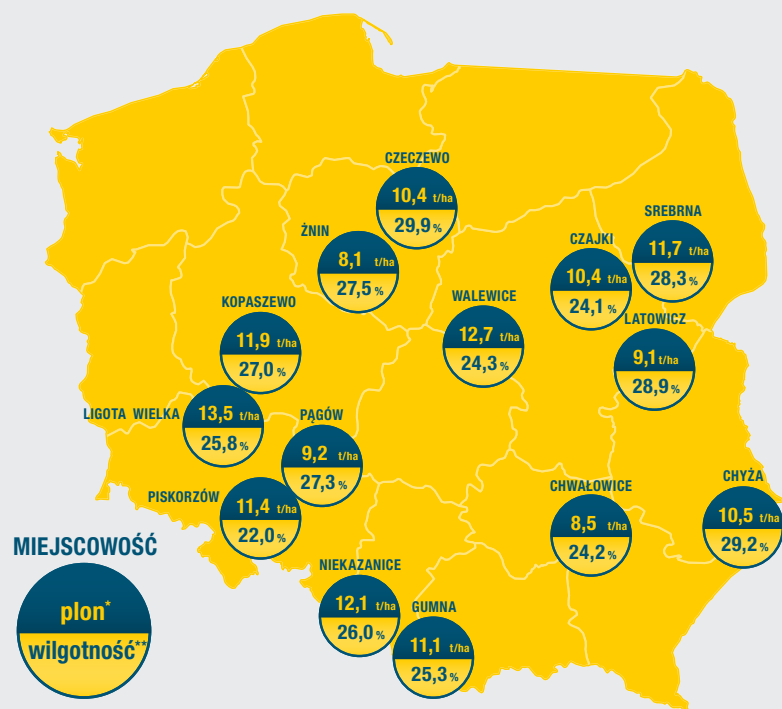 CZECZEWO
10,4 t/ha
29,9 %
ŻNIN
8,1 t/ha
27,5 %
SREBRNA
11,7 t/ha
28,3 %
CZAJKI
10,4 t/ha
24,1 %
KOPASZEWO
11,9 t/ha
27,0 %
WALEWICE
12,7 t/ha
24,3 %
LATOWICZ
9,1 t/ha
28,9 %
LIGOTA WIELKA
13,5 t/ha
25,8 %
PĄGÓW
9,2 t/ha
27,3 %
PISKORZÓW
11,4 t/ha
22,0 %
CHWAŁOWICE
8,5 t/ha
24,2 %
CHYŻA
10,5 t/ha
29,2 %
NIEKAZANICE
12,1 t/ha
26,0 %
GUMNA
11,1 t/ha
25,3 %
MIEJSCOWOŚĆ
plon*
wilgotność**